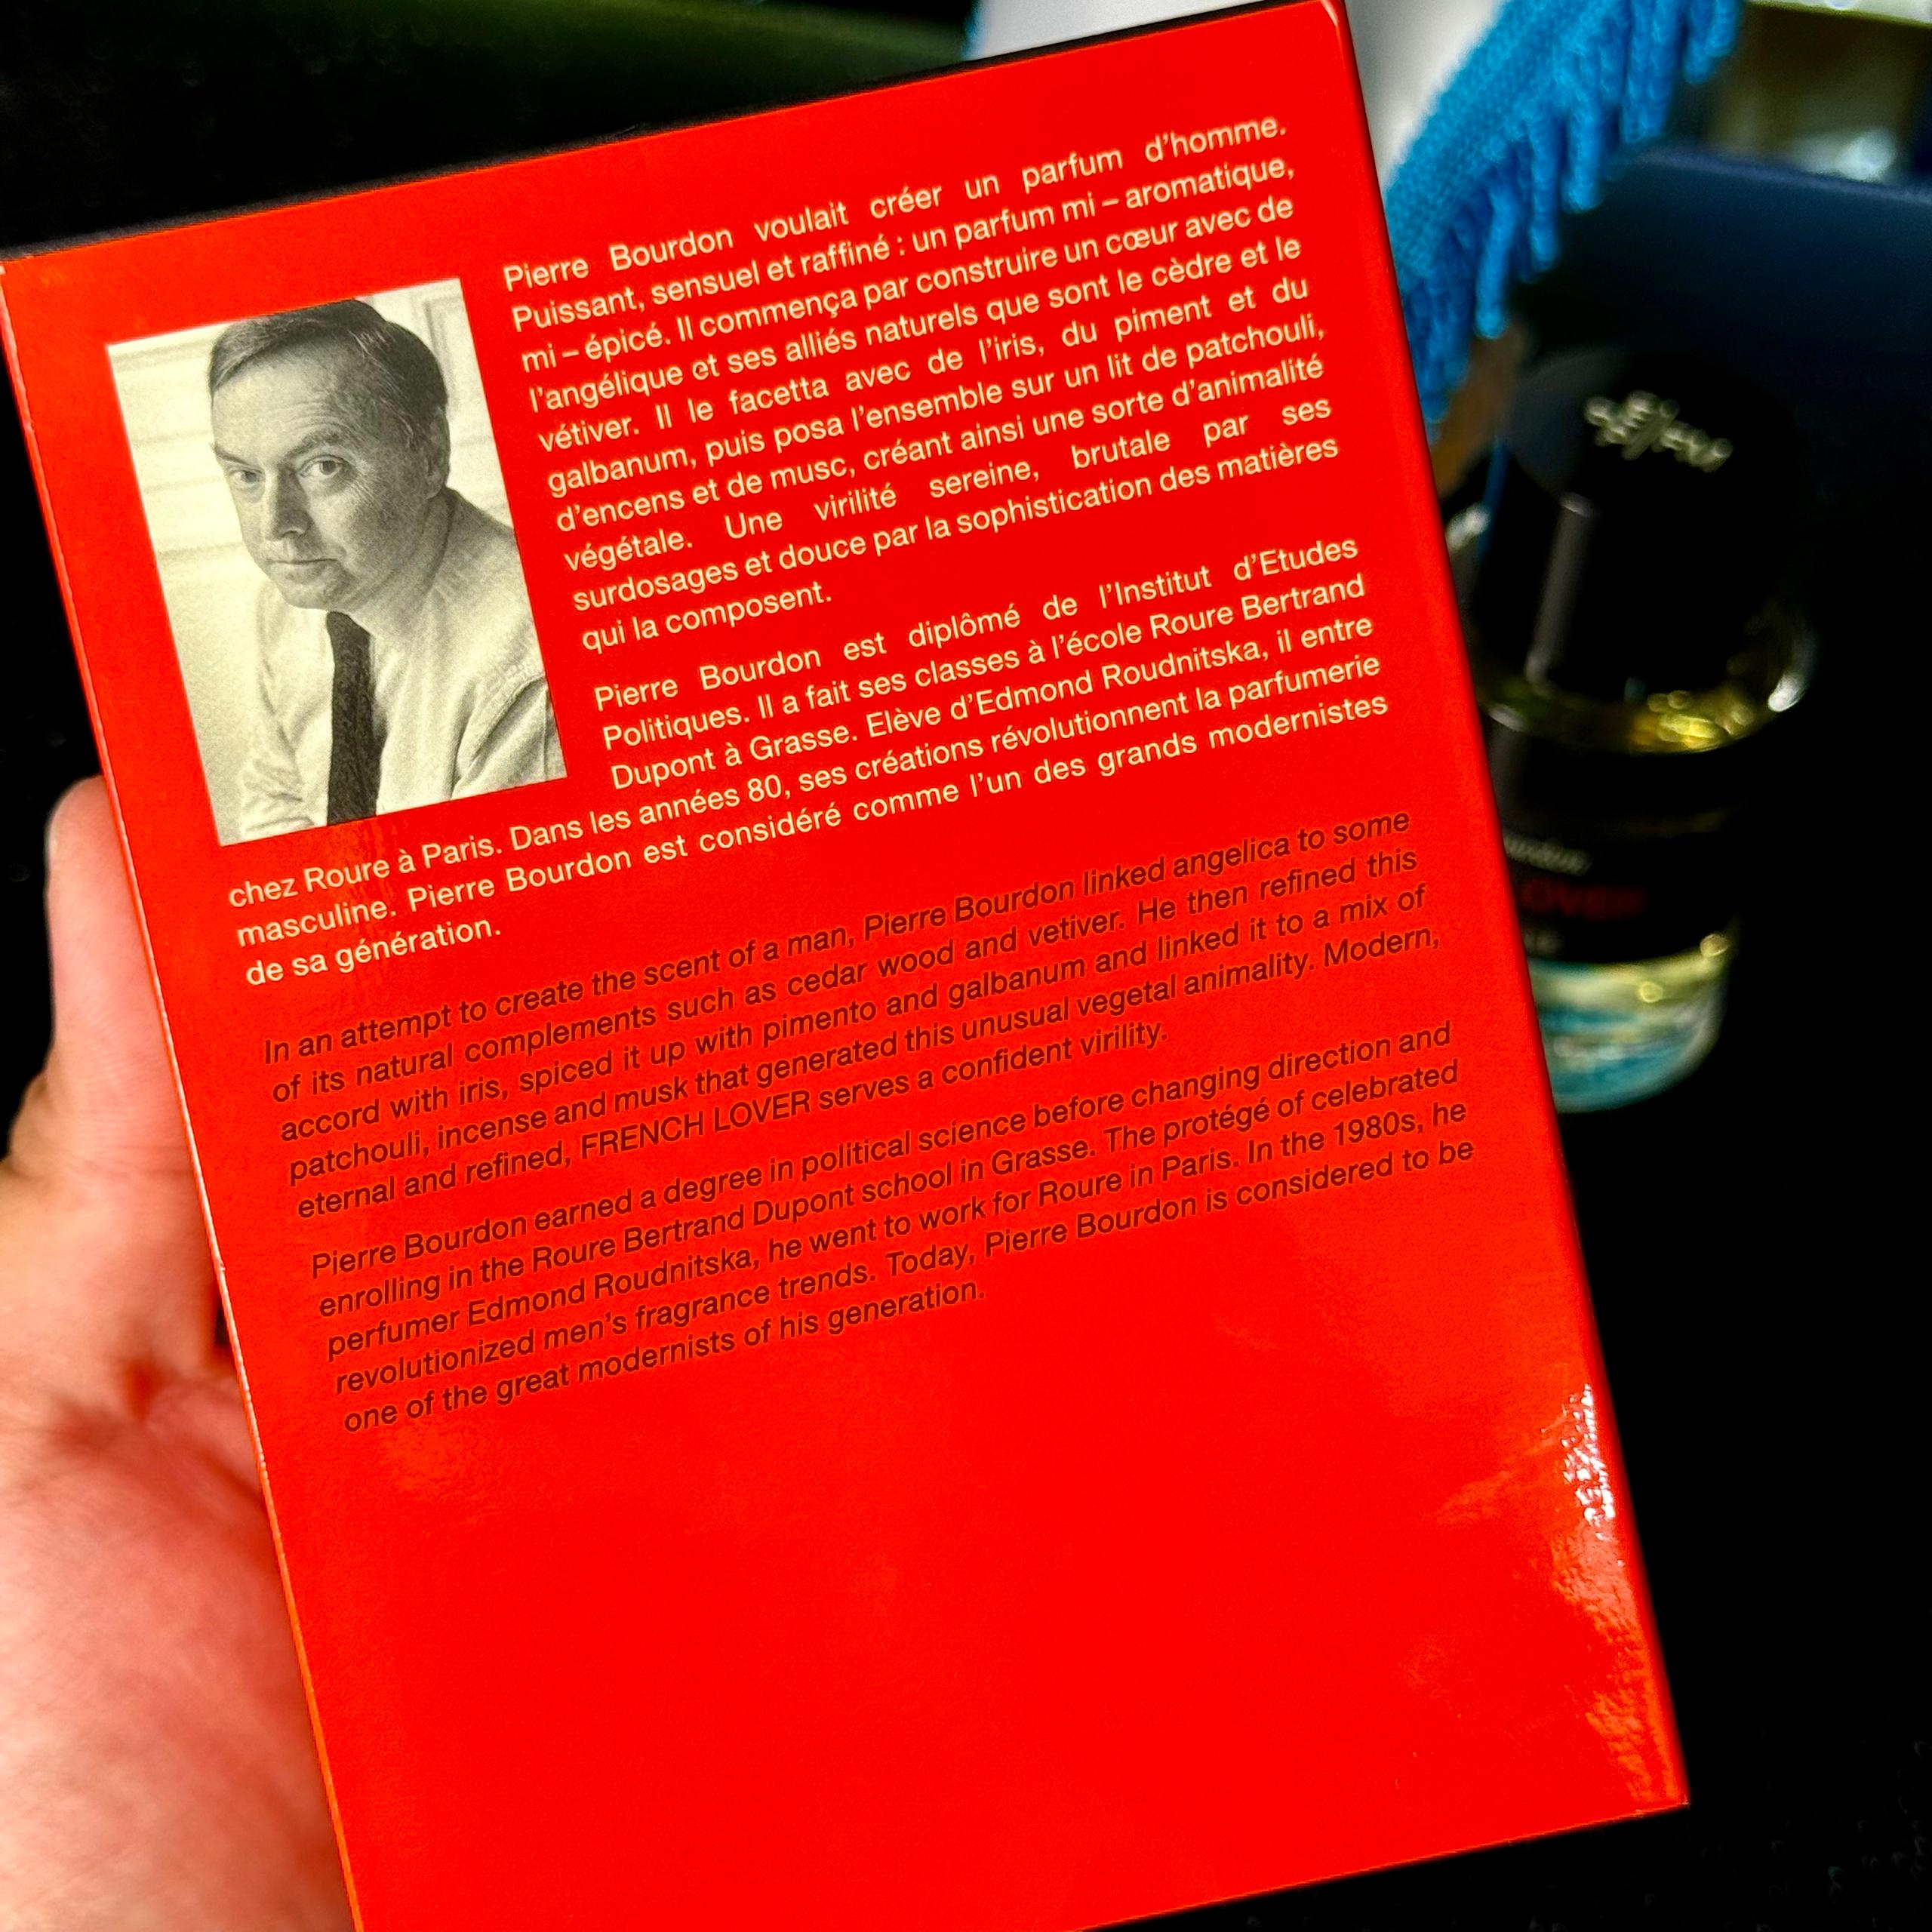 Pierre Bourdon voulait créer un parfum d'homme.
Puissant, sensuel et raffiné : un parfum mi – aromatique,
mi – épicé. Il commença par construire un cœur avec de
l'angélique et ses alliés naturels que sont le cèdre et le
vétiver. Il le facetta avec de l'iris, du piment et du
galbanum, puis posa l'ensemble sur un lit de patchouli,
d'encens et de musc, créant ainsi une sorte d'animalité
végétale. Une virilité sereine, brutale par ses
surdosages et douce par la sophistication des matières
qui la composent.
Pierre Bourdon est diplômé de l'Institut d'Etudes
Politiques. Il a fait ses classes à l'école Roure Bertrand
Dupont à Grasse. Elève d'Edmond Roudnitska, il entre
chez Roure à Paris. Dans les années 80, ses créations révolutionnent la parfumerie
masculine. Pierre Bourdon est considéré comme l'un des grands modernistes
de sa génération.
In an attempt to create the scent of a man, Pierre Bourdon linked angelica to some
of its natural complements such as cedar wood and vetiver. He then refined this
accord with iris, spiced it up with pimento and galbanum and linked it to a mix of
patchouli, incense and musk that generated this unusual vegetal animality. Modern,
eternal and refined, FRENCH LOVER serves a confident virility.
Pierre Bourdon earned a degree in political science before changing direction and
enrolling in the Roure Bertrand Dupont school in Grasse. The protégé of celebrated
perfumer Edmond Roudnitska, he went to work for Roure in Paris. In the 1980s, he
revolutionized men's fragrance trends. Today, Pierre Bourdon is considered to be
one of the great modernists of his generation.
LOVER